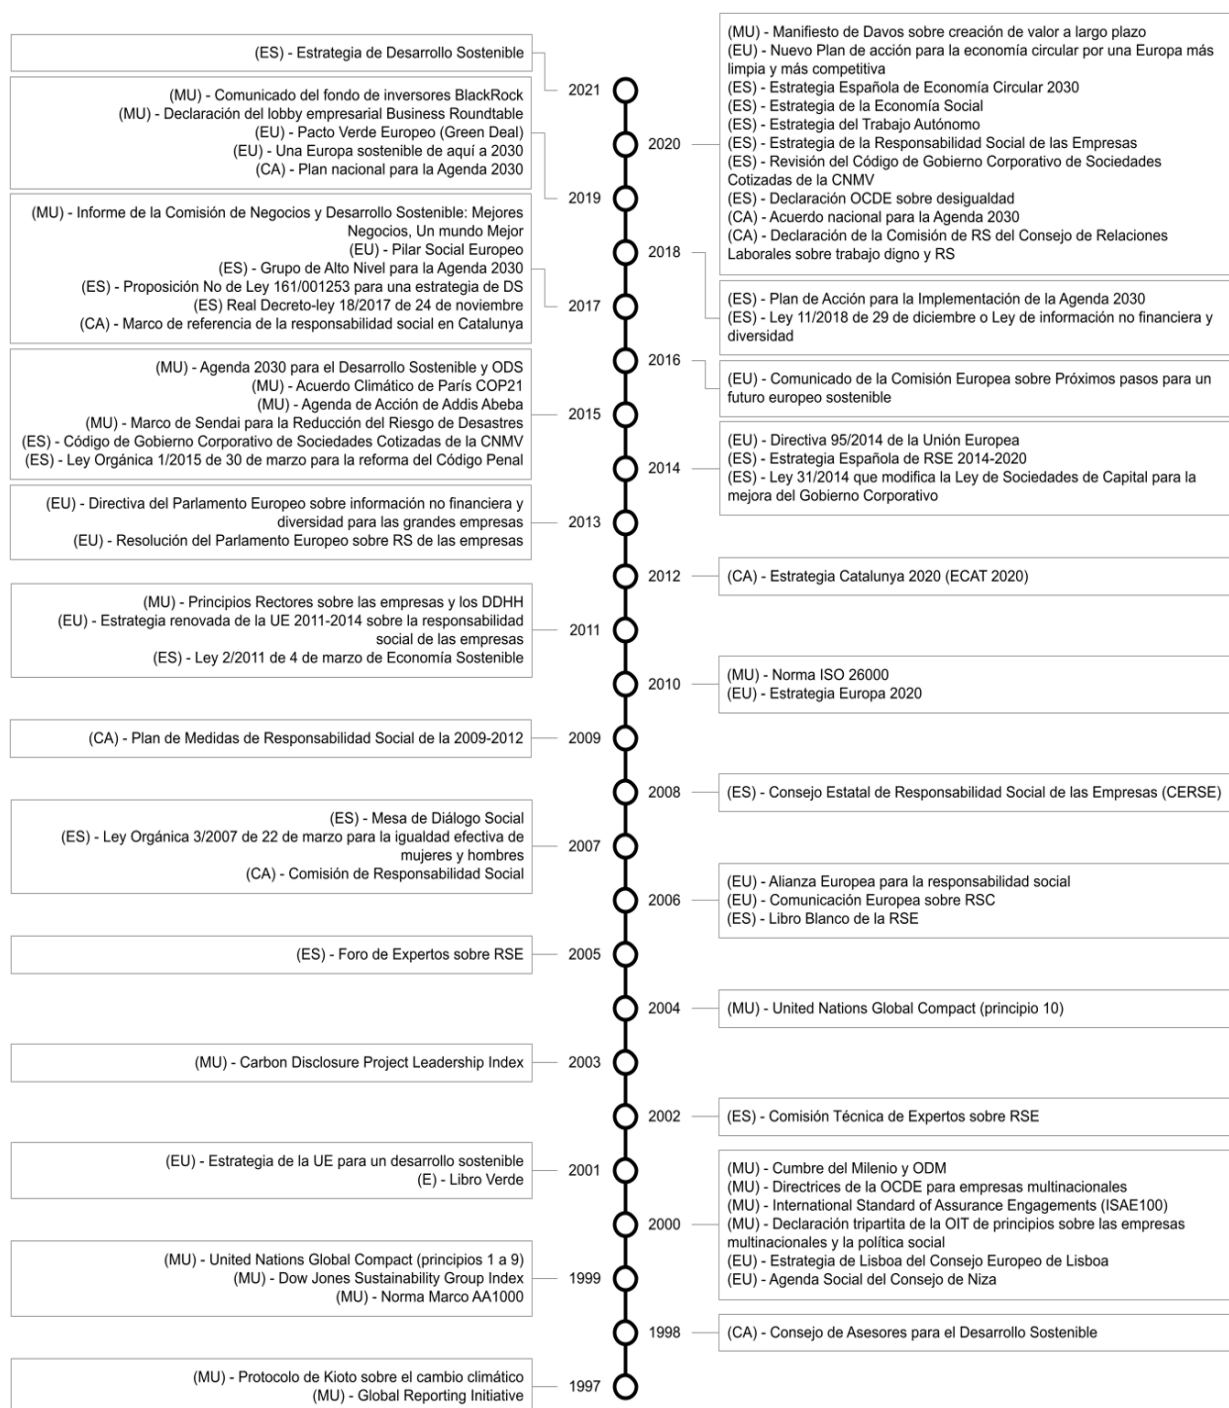 (ES) - Estrategia de Desarrollo Sostenible
2021
(MU) - Manifiesto de Davos sobre creación de valor a largo plazo
(EU) - Nuevo Plan de acción para la economía circular por una Europa más
limpia y más competitiva
(ES) - Estrategia Española de Economía Circular 2030
(ES) - Estrategia de la Economía Social
(ES) - Estrategia del Trabajo Autónomo
(ES) - Estrategia de la Responsabilidad Social de las Empresas
(ES) - Revisión del Código de Gobierno Corporativo de Sociedades
Cotizadas de la CNMV
(ES) - Declaración OCDE sobre desigualdad
(CA) - Acuerdo nacional para la Agenda 2030
(CA) - Declaración de la Comisión de RS del Consejo de Relaciones
Laborales sobre trabajo digno y RS
2020
(MU) - Comunicado del fondo de inversores BlackRock
(MU) - Declaración del lobby empresarial Business Roundtable
(EU) - Pacto Verde Europeo (Green Deal)
(EU) - Una Europa sostenible de aquí a 2030
(CA) - Plan nacional para la Agenda 2030
2019
2018
(ES) - Plan de Acción para la Implementación de la Agenda 2030
(ES) - Ley 11/2018 de 29 de diciembre o Ley de información no financiera y
diversidad
(MU) - Informe de la Comisión de Negocios y Desarrollo Sostenible: Mejores
Negocios, Un mundo Mejor
(EU) - Pilar Social Europeo
(ES) - Grupo de Alto Nivel para la Agenda 2030
(ES) - Proposición No de Ley 161/001253 para una estrategia de DS
(ES) Real Decreto-ley 18/2017 de 24 de noviembre
(CA) - Marco de referencia de la responsabilidad social en Catalunya
2017
2016
(EU) - Comunicado de la Comisión Europea sobre Próximos pasos para un
futuro europeo sostenible
(MU) - Agenda 2030 para el Desarrollo Sostenible y ODS
(MU) - Acuerdo Climático de París COP21
(MU) - Agenda de Acción de Addis Abeba
(MU) - Marco de Sendai para la Reducción del Riesgo de Desastres
(ES) - Código de Gobierno Corporativo de Sociedades Cotizadas de la CNMV
(ES) - Ley Orgánica 1/2015 de 30 de marzo para la reforma del Código Penal
2015
2014
(EU) - Directiva 95/2014 de la Unión Europea
(ES) - Estrategia Española de RSE 2014-2020
(ES) - Ley 31/2014 que modifica la Ley de Sociedades de Capital para la
mejora del Gobierno Corporativo
(EU) - Directiva del Parlamento Europeo sobre información no financiera y
diversidad para las grandes empresas
(EU) - Resolución del Parlamento Europeo sobre RS de las empresas
2013
2012
(CA) - Estrategia Catalunya 2020 (ECAT 2020)
(MU) - Principios Rectores sobre las empresas y los DDHH
(EU) - Estrategia renovada de la UE 2011-2014 sobre la responsabilidad
social de las empresas
(ES) - Ley 2/2011 de 4 de marzo de Economía Sostenible
2011
2010
(MU) - Norma ISO 26000
(EU) - Estrategia Europa 2020
(CA) - Plan de Medidas de Responsabilidad Social de la 2009-2012
2009
2008
(ES) - Consejo Estatal de Responsabilidad Social de las Empresas (CERSE)
(ES) - Mesa de Diálogo Social
(ES) - Ley Orgánica 3/2007 de 22 de marzo para la igualdad efectiva de
mujeres y hombres
(CA) - Comisión de Responsabilidad Social
2007
2006
(EU) - Alianza Europea para la responsabilidad social
(EU) - Comunicación Europea sobre RSC
(ES) - Libro Blanco de la RSE
(ES) - Foro de Expertos sobre RSE
2005
2004
(MU) - United Nations Global Compact (principio 10)
(MU) - Carbon Disclosure Project Leadership Index
2003
2002
(ES) - Comisión Técnica de Expertos sobre RSE
(EU) - Estrategia de la UE para un desarrollo sostenible
(E) - Libro Verde
2001
2000
(MU) - Cumbre del Milenio y ODM
(MU) - Directrices de la OCDE para empresas multinacionales
(MU) - International Standard of Assurance Engagements (ISAE100)
(MU) - Declaración tripartita de la OIT de principios sobre las empresas
multinacionales y la política social
(EU) - Estrategia de Lisboa del Consejo Europeo de Lisboa
(EU) - Agenda Social del Consejo de Niza
(MU) - United Nations Global Compact (principios 1 a 9)
(MU) - Dow Jones Sustainability Group Index
(MU) - Norma Marco AA1000
1999
1998
(CA) - Consejo de Asesores para el Desarrollo Sostenible
(MU) - Protocolo de Kioto sobre el cambio climático
(MU) - Global Reporting Initiative
1997